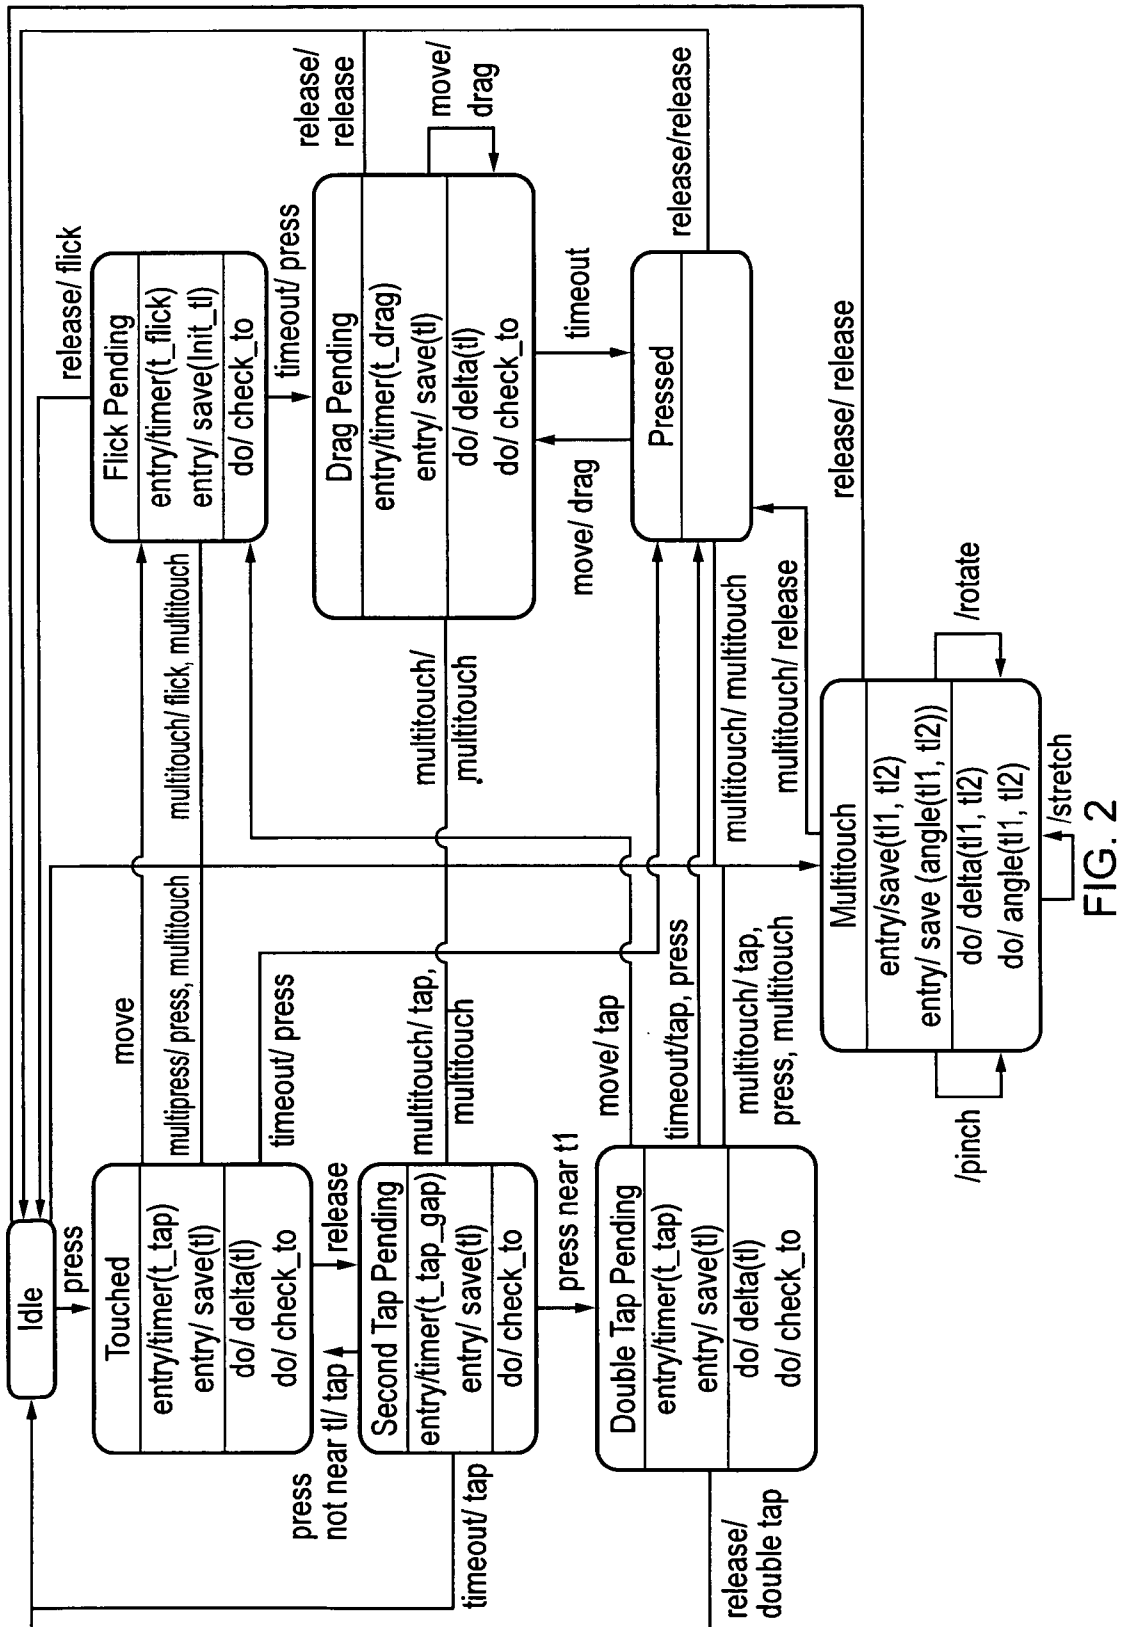 Idle
press
Touched
entry/timer(t_tap)
entry/ save(tl)
do/ delta(tl)
do/ check_to
move
multipress/ press, multitouch
timeout/ press
release
press
not near tl/ tap
Second Tap Pending
entry/timer(t_tap_gap)
entry/ save(tl)
do/ check_to
timeout/ tap
multitouch/ tap,
multitouch
press near t1
Double Tap Pending
entry/timer(t_tap)
entry/ save(tl)
do/ delta(tl)
do/ check_to
release/
double tap
move/ tap
timeout/tap, press
multitouch/ tap,
press, multitouch
release/ flick
Flick Pending
entry/timer(t_flick)
entry/ save(Init_tl)
do/ check_to
multitouch/ flick, multitouch
timeout/ press
release/
release
Drag Pending
entry/timer(t_drag)
entry/ save(tl)
do/ delta(tl)
do/ check_to
move/
drag
multitouch/
multitouch
move/ drag
timeout
Pressed
release/release
multitouch/ multitouch
multitouch/ release
release/ release
Multitouch
entry/save(tl1, tl2)
entry/ save (angle(tl1, tl2))
do/ delta(tl1, tl2)
do/ angle(tl1, tl2)
/pinch
/stretch
/rotate
FIG. 2